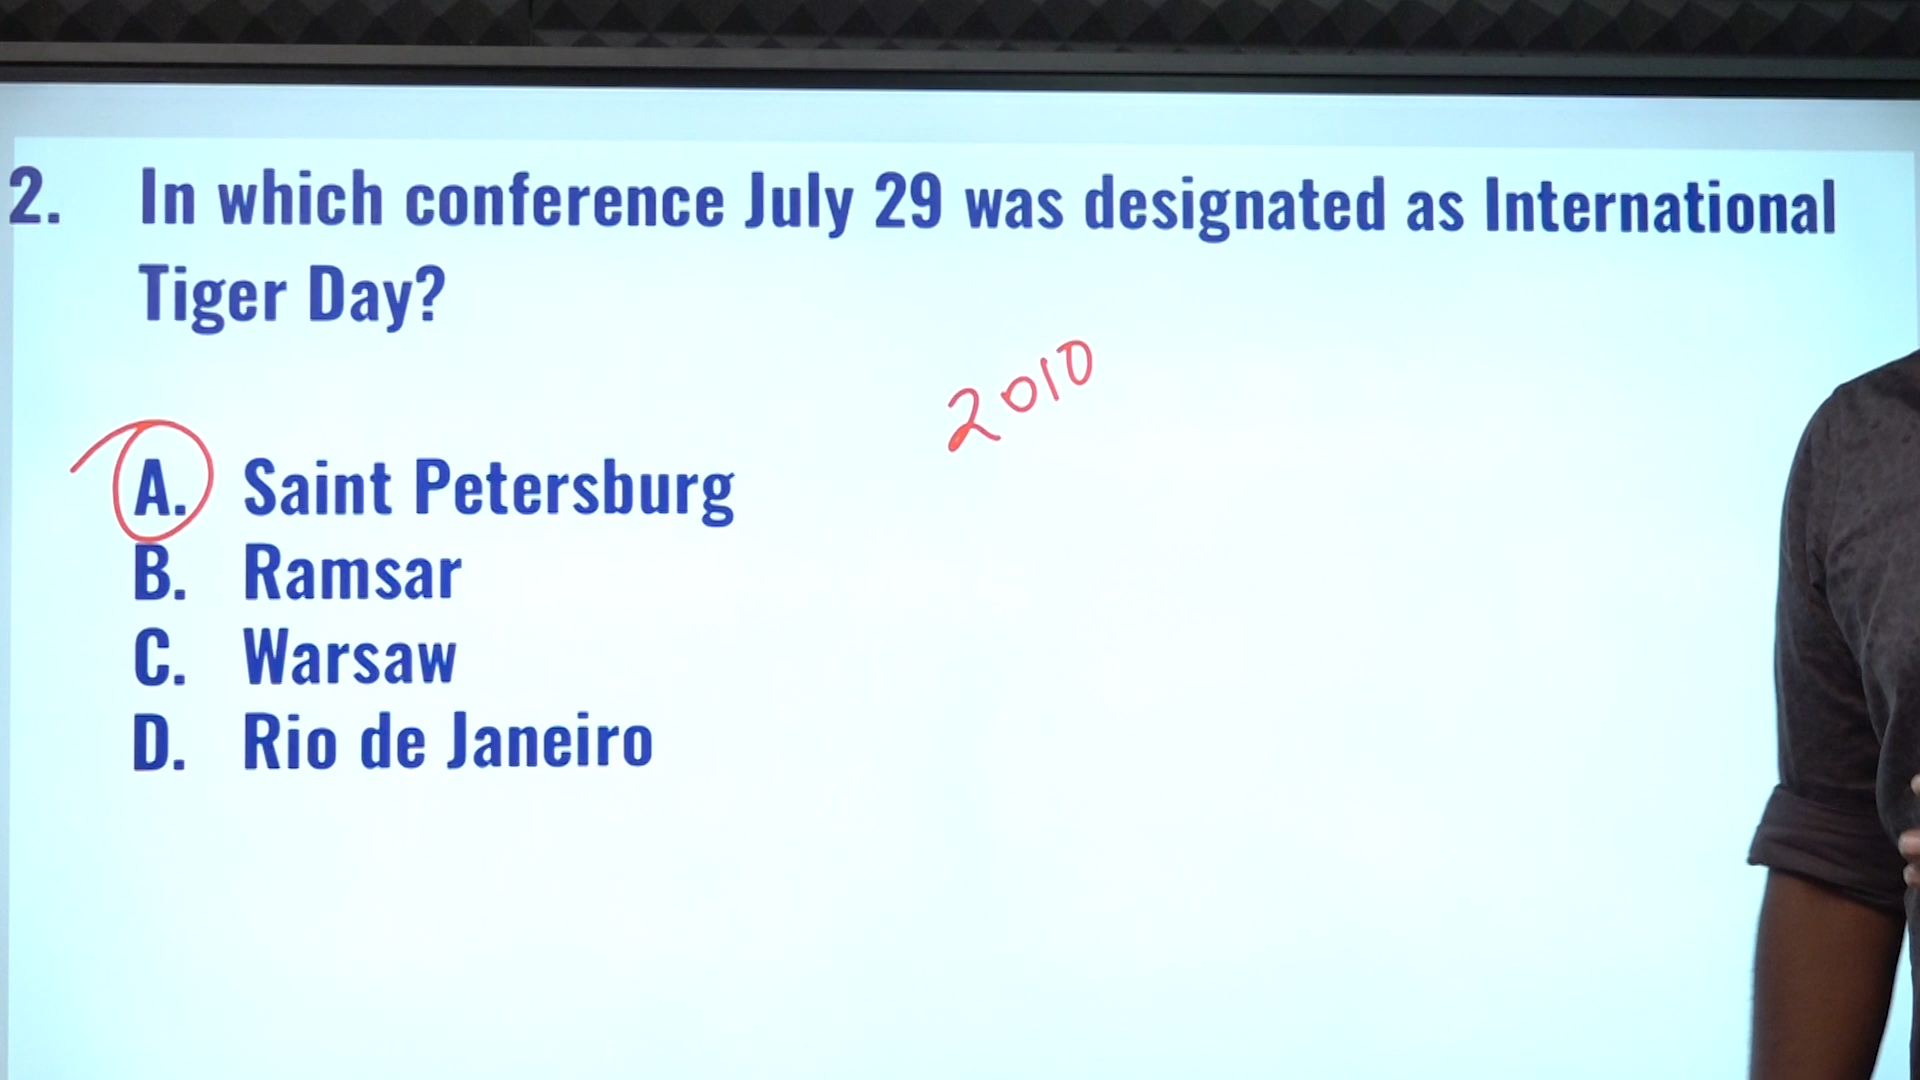 2. In which conference July 29 was designated as International
Tiger Day?
2010
A. Saint Petersburg
B. Ramsar
C. Warsaw
D. Rio de Janeiro